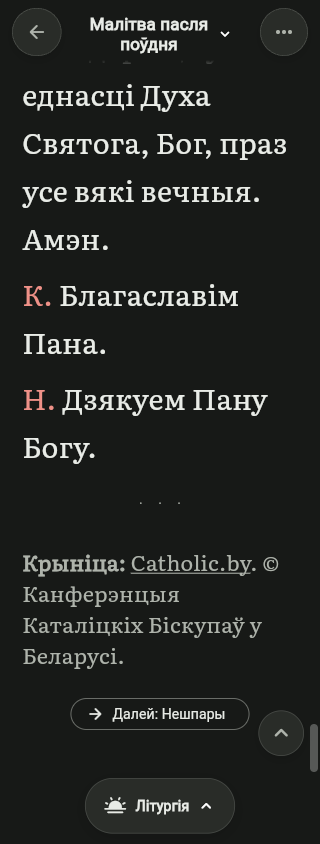 Малітва пасля
поўдня
еднасці Духа
Святога, Бог, праз
усе вякі вечныя.
Амэн.
К. Благаславім
Пана.
Н. Дзякуем Пану
Богу.
. . .
Крыніца: Catholic.by. ©
Канферэнцыя
Каталіцкіх Біскупаў у
Беларусі.
Далей: Нешпары
Літургія